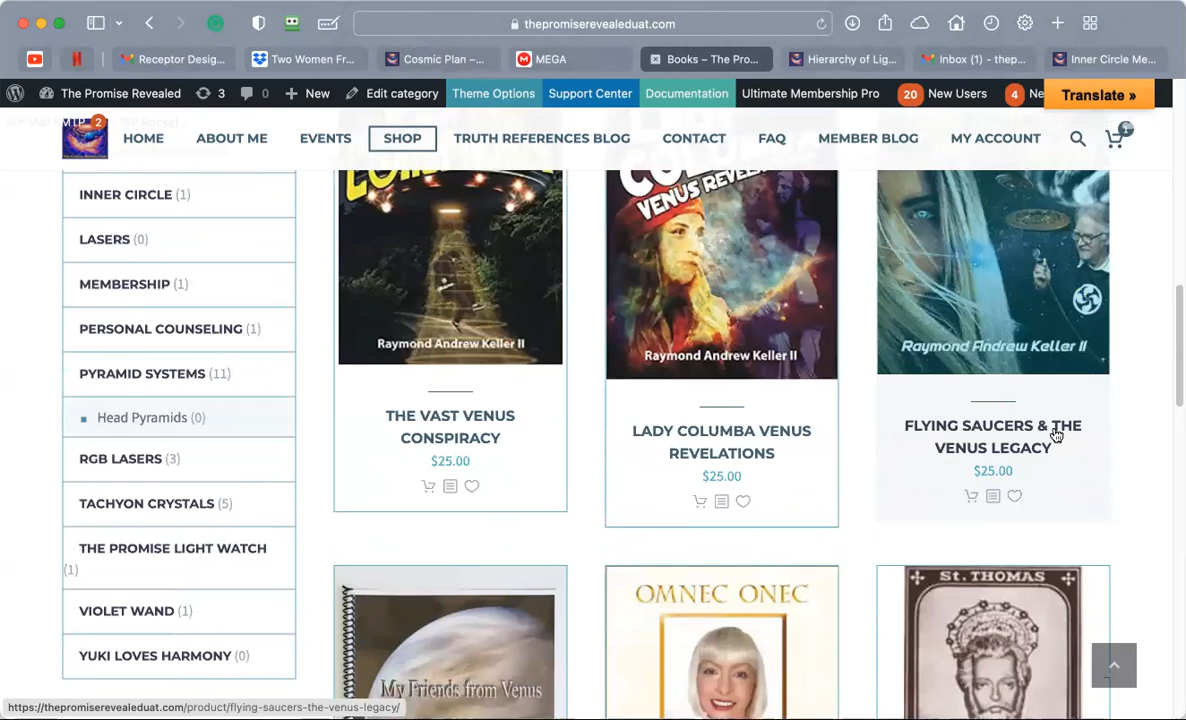 thepromiserevealeduat.com
Receptor Desig...
Two Women Fr...
Cosmic Plan –...
MEGA
Books – The Pro...
Hierarchy of Lig...
Inbox (1) - thep...
Inner Circle Me...
The Promise Revealed
3
0
New
Edit category
Theme Options
Support Center
Documentation
Ultimate Membership Pro
20 New Users
4 Ne
Translate »
2
HOME
ABOUT ME
EVENTS
SHOP
TRUTH REFERENCES BLOG
CONTACT
FAQ
MEMBER BLOG
MY ACCOUNT
1
INNER CIRCLE (1)
LASERS (0)
MEMBERSHIP (1)
PERSONAL COUNSELING (1)
PYRAMID SYSTEMS (11)
Head Pyramids (0)
RGB LASERS (3)
TACHYON CRYSTALS (5)
THE PROMISE LIGHT WATCH
(1)
VIOLET WAND (1)
YUKI LOVES HARMONY (0)
Raymond Andrew Keller II
THE VAST VENUS
CONSPIRACY
$25.00
VENUS REVEL
Raymond Andrew Keller II
LADY COLUMBA VENUS
REVELATIONS
$22.00
Raymond Andrew Keller II
FLYING SAUCERS & THE
VENUS LEGACY
$25.00
My Friends from Venus
OMNEC ONEC
St. THOMAS
https://thepromiserevealeduat.com/product/flying-saucers-the-venus-legacy/